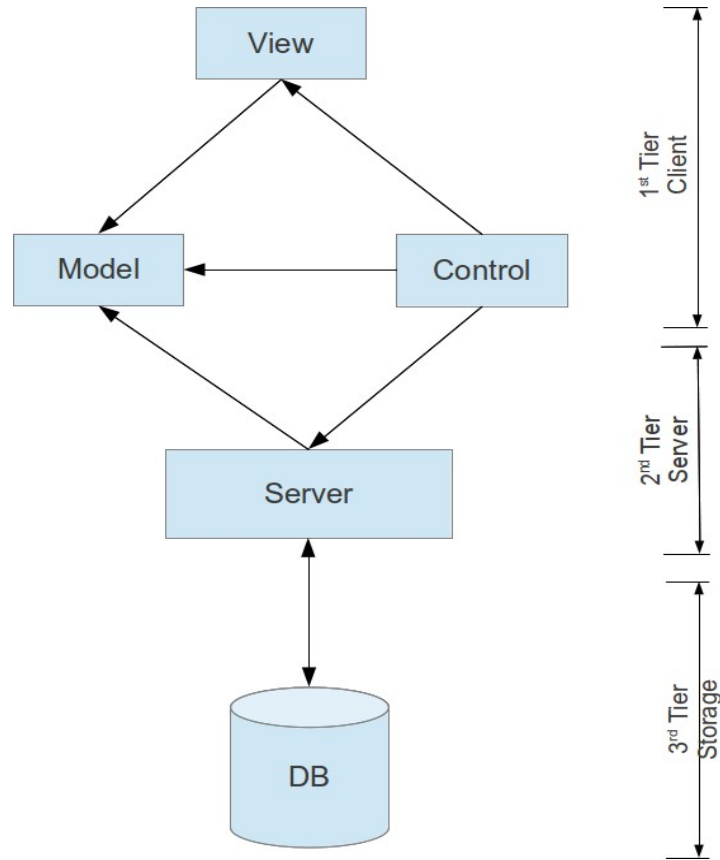 View
1st Tier
Client
Model
Control
2nd Tier
Server
Server
3rd Tier
Storage
DB